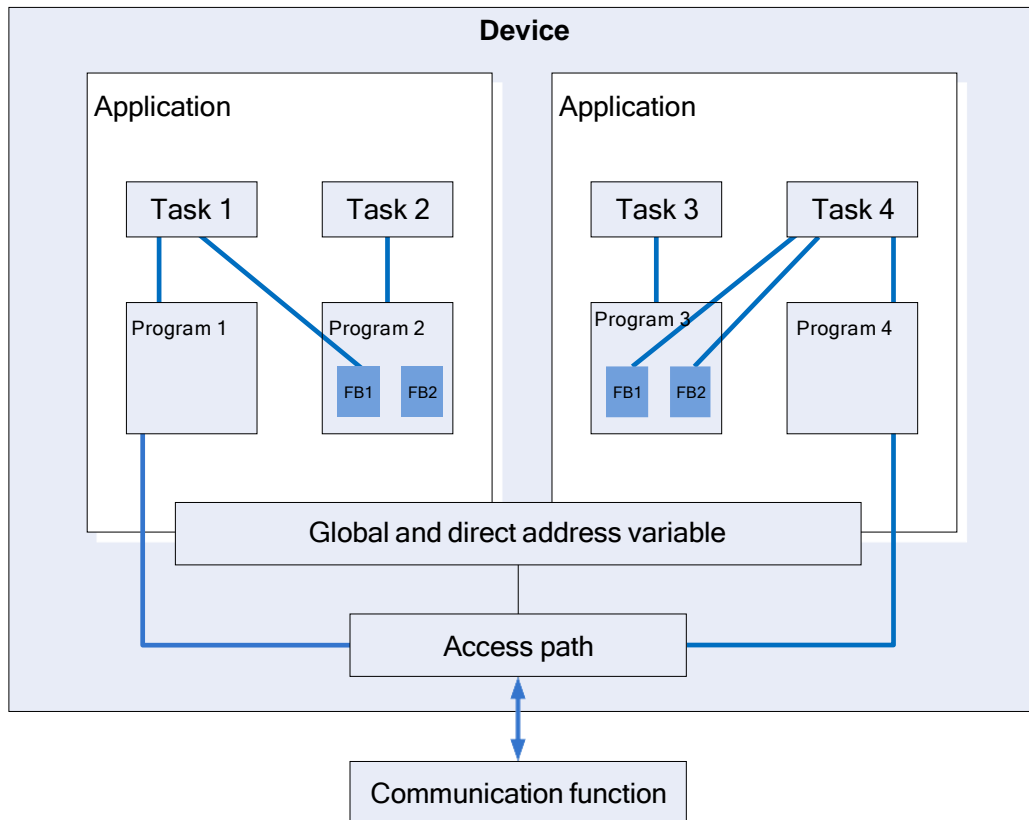 Device
Application
Application
Task 1
Task 2
Task 3
Task 4
Program 1
Program 2
Program 3
Program 4
FB1
FB2
FB1
FB2
Global and direct address variable
Access path
Communication function